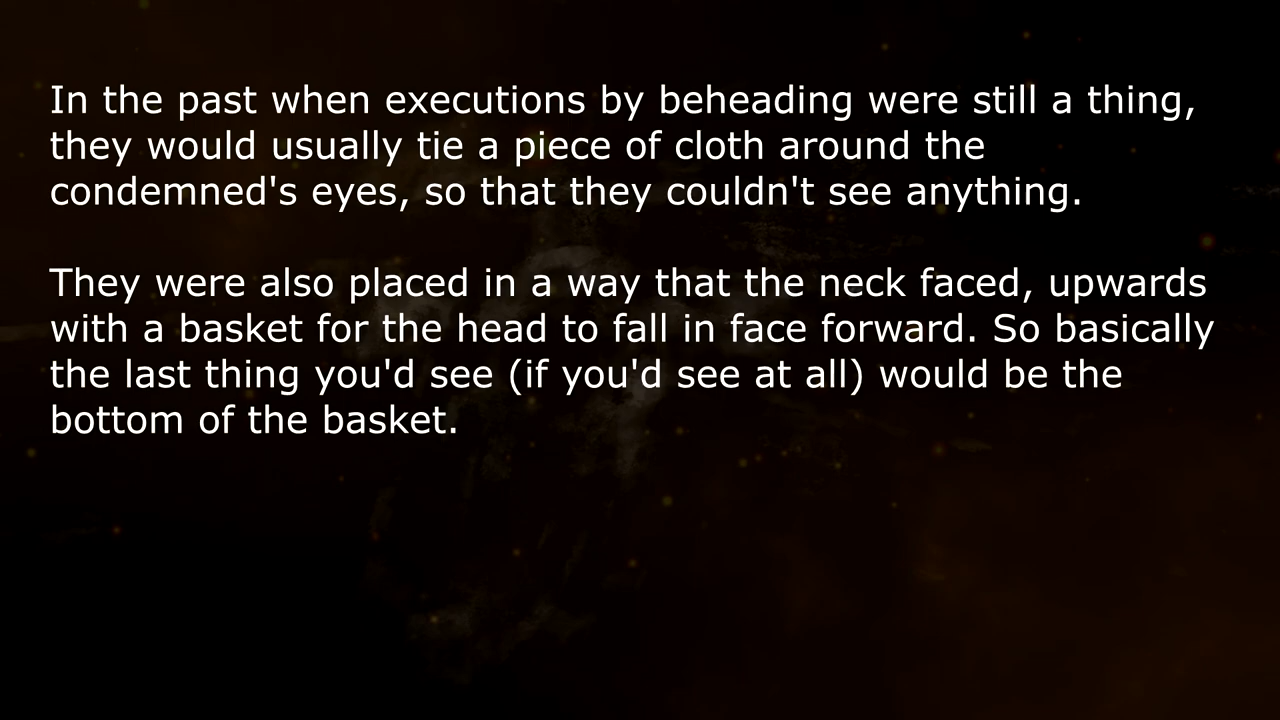 In the past when executions by beheading were still a thing,
they would usually tie a piece of cloth around the
condemned's eyes, so that they couldn't see anything.
They were also placed in a way that the neck faced, upwards
with a basket for the head to fall in face forward. So basically
the last thing you'd see (if you'd see at all) would be the
bottom of the basket.